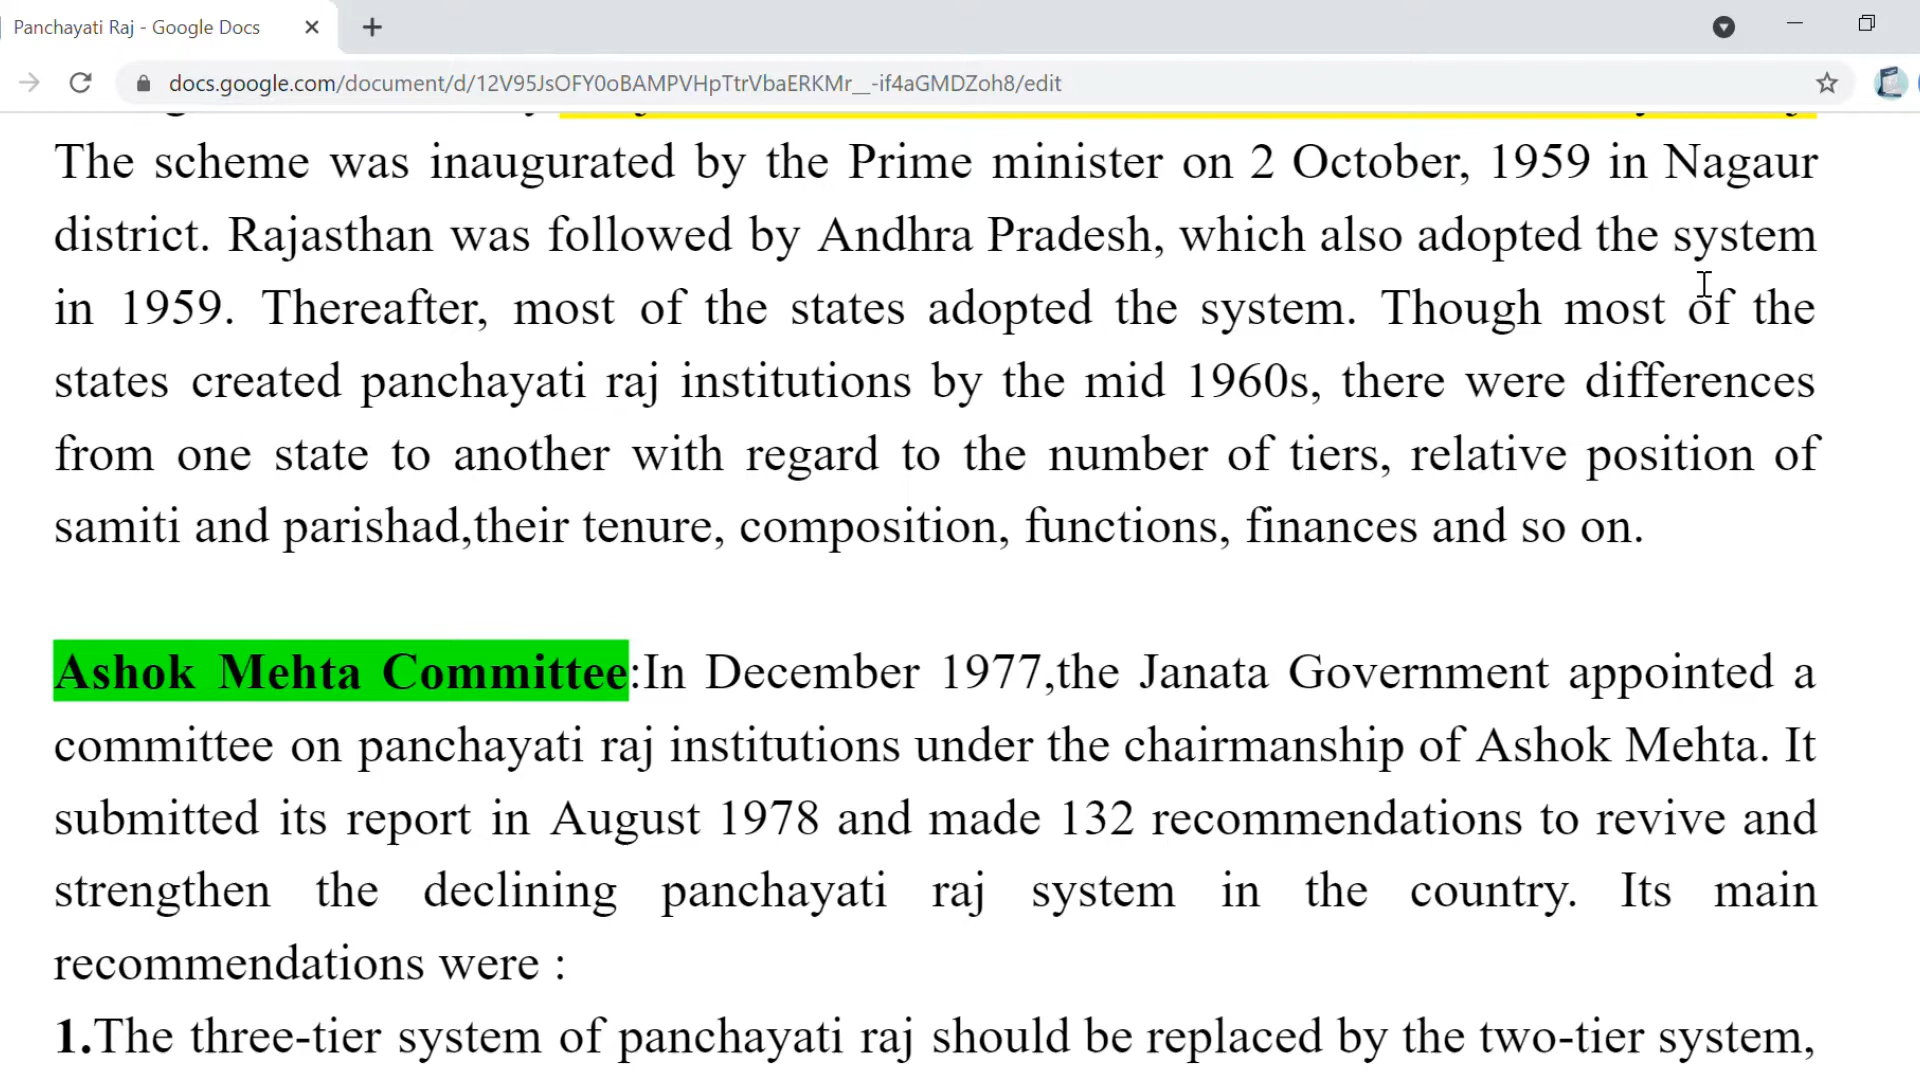 Panchayati Raj - Google Docs
docs.google.com/document/d/12V95JsOFY0oBAMPVHpTtrVbaERKMr__-if4aGMDZoh8/edit
The scheme was inaugurated by the Prime minister on 2 October, 1959 in Nagaur
district. Rajasthan was followed by Andhra Pradesh, which also adopted the system
in 1959. Thereafter, most of the states adopted the system. Though most of the
states created panchayati raj institutions by the mid 1960s, there were differences
from one state to another with regard to the number of tiers, relative position of
samiti and parishad,their tenure, composition, functions, finances and so on.
Ashok Mehta Committee:In December 1977,the Janata Government appointed a
committee on panchayati raj institutions under the chairmanship of Ashok Mehta. It
submitted its report in August 1978 and made 132 recommendations to revive and
strengthen the declining panchayati raj system in the country. Its main
recommendations were :
1.The three-tier system of panchayati raj should be replaced by the two-tier system,